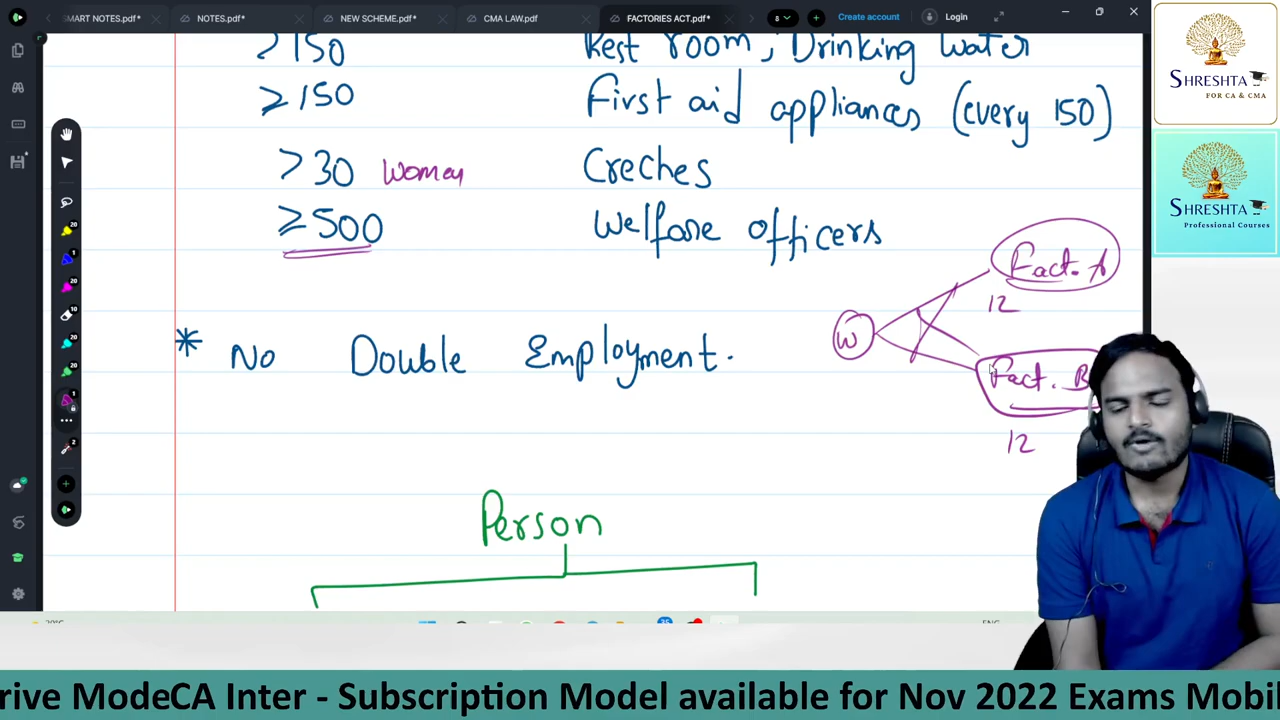 SMART NOTES.pdf*
NOTES.pdf*
NEW SCHEME.pdf*
CMA LAW.pdf
FACTORIES ACT.pdf*
8
Create account
Login
>150 Rest room, Drinking water
≥150 First aid appliances (every 150)
>30 women Creches
≥500 Welfare officers
W
Fact. A
12
* No Double Employment.
Fact. B
12
Person
SHRESHTA
FOR CA & CMA
SHRESHTA
Professional Courses
rive ModeCA Inter - Subscription Model available for Nov 2022 Exams Mobil